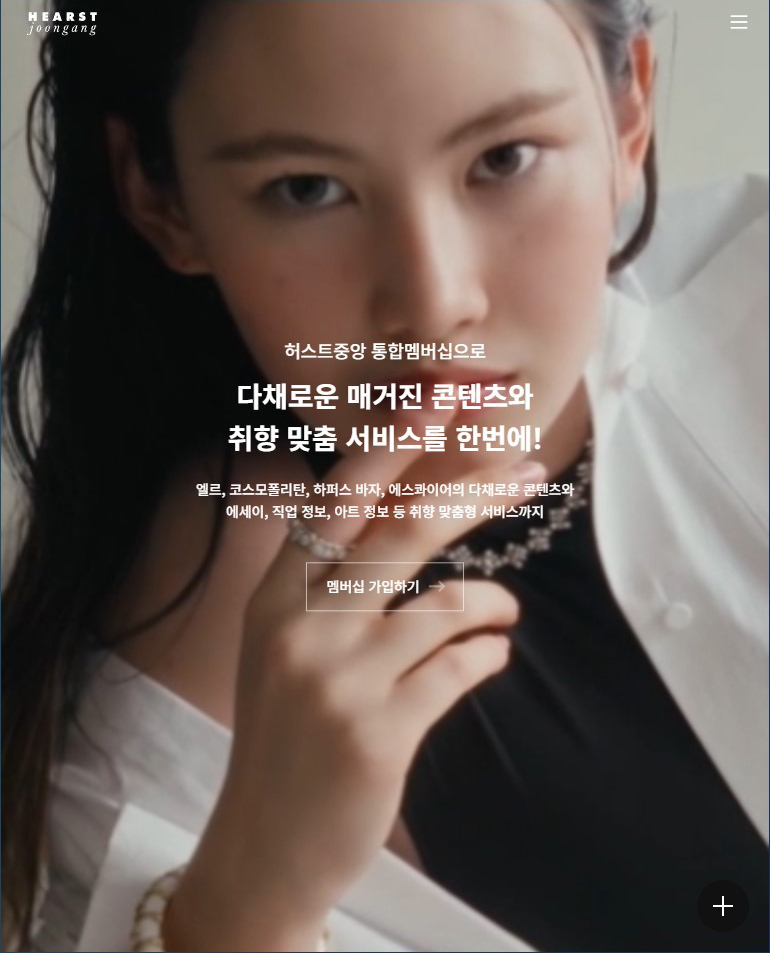 HEARST
joongang
허스트중앙 통합멤버십으로
다채로운 매거진 콘텐츠와
취향 맞춤 서비스를 한번에!
엘르, 코스모폴리탄, 하퍼스 바자, 에스콰이어의 다채로운 콘텐츠와
에세이, 직업 정보, 아트 정보 등 취향 맞춤형 서비스까지
멤버십 가입하기